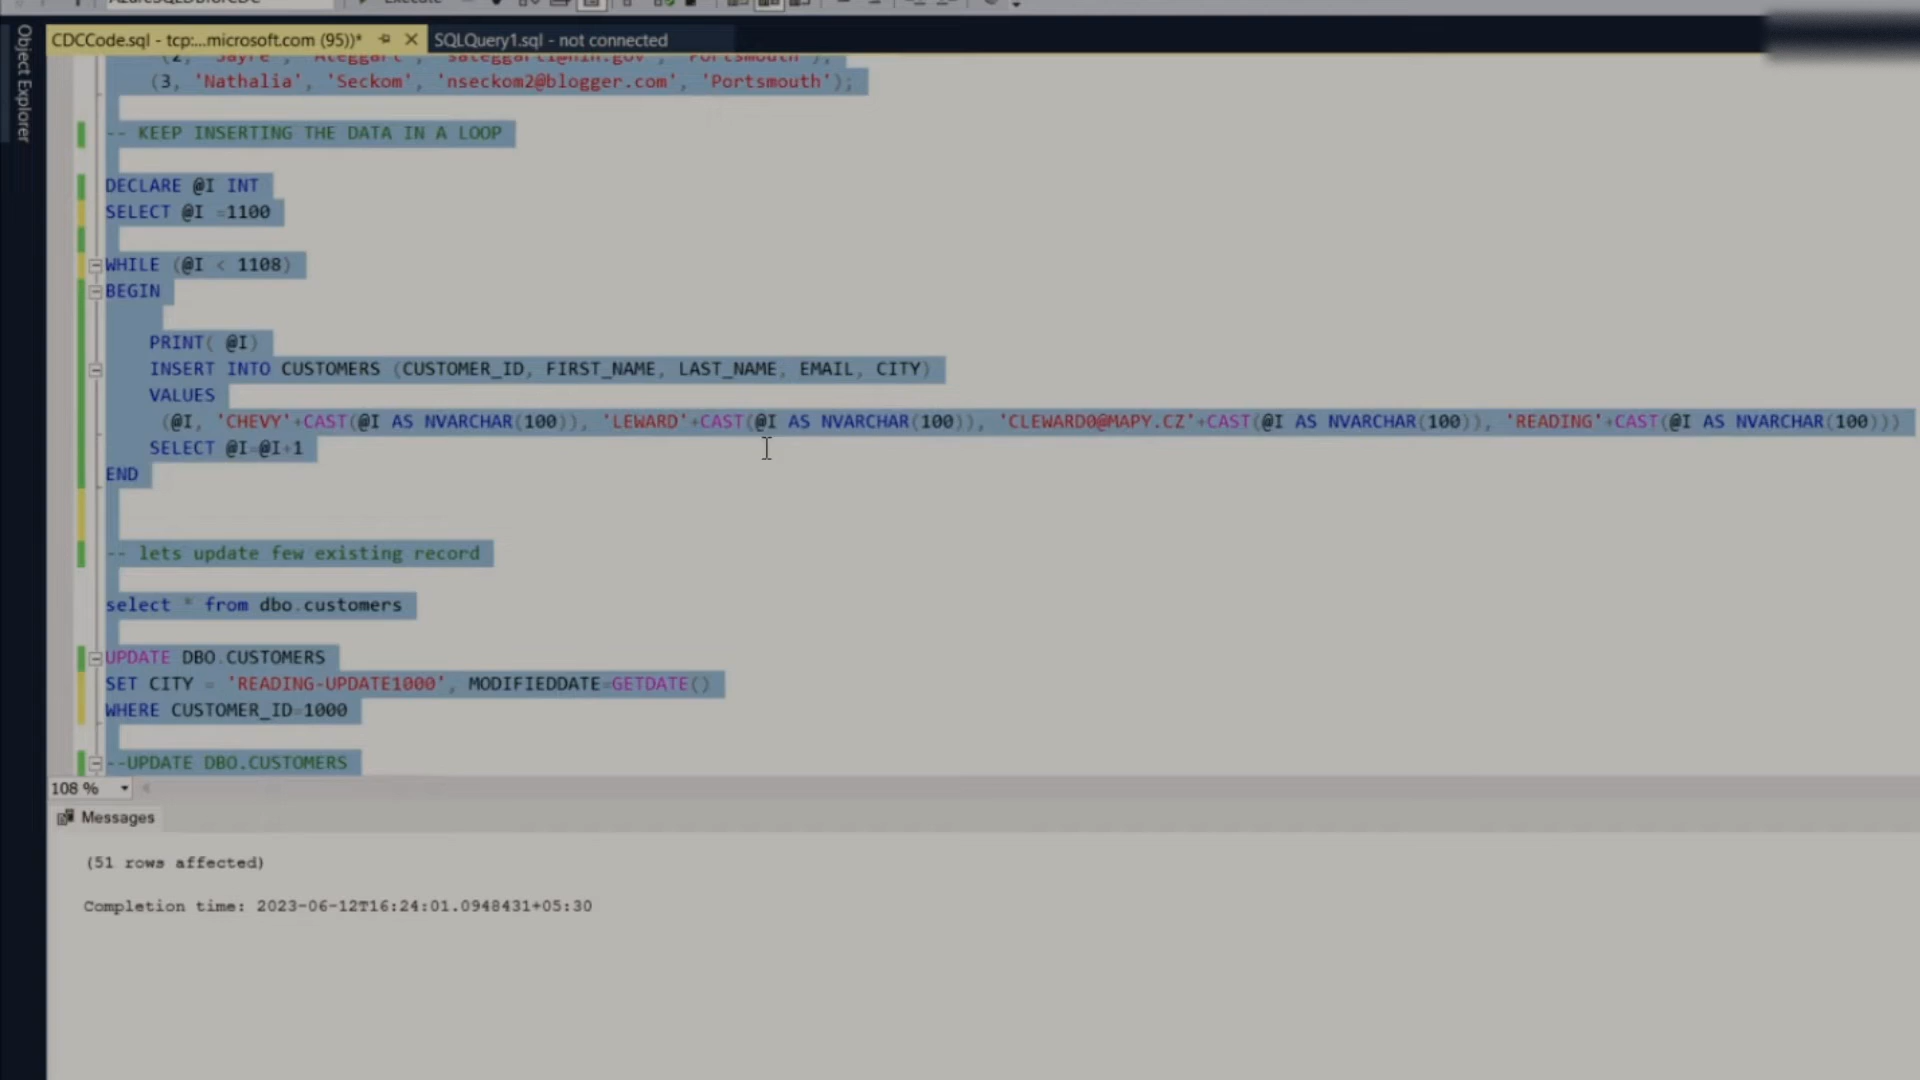 Execute
Object Explorer
CDCCode.sql - tcp:...microsoft.com (95))*
SQLQuery1.sql - not connected
(3, 'Nathalia', 'Seckom', 'nseckom2@blogger.com', 'Portsmouth');
-- KEEP INSERTING THE DATA IN A LOOP
DECLARE @I INT
SELECT @I =1100
WHILE (@I < 1108)
BEGIN
PRINT( @I)
INSERT INTO CUSTOMERS (CUSTOMER_ID, FIRST_NAME, LAST_NAME, EMAIL, CITY)
VALUES
(@I, 'CHEVY'+CAST(@I AS NVARCHAR(100)), 'LEWARD'+CAST(@I AS NVARCHAR(100)), 'CLEWARD0@MAPY.CZ'+CAST(@I AS NVARCHAR(100)), 'READING'+CAST(@I AS NVARCHAR(100)))
SELECT @I=@I+1
END
-- lets update few existing record
select * from dbo.customers
UPDATE DBO.CUSTOMERS
SET CITY = 'READING-UPDATE1000', MODIFIEDDATE=GETDATE()
WHERE CUSTOMER_ID=1000
--UPDATE DBO.CUSTOMERS
108 %
Messages
(51 rows affected)
Completion time: 2023-06-12T16:24:01.0948431+05:30